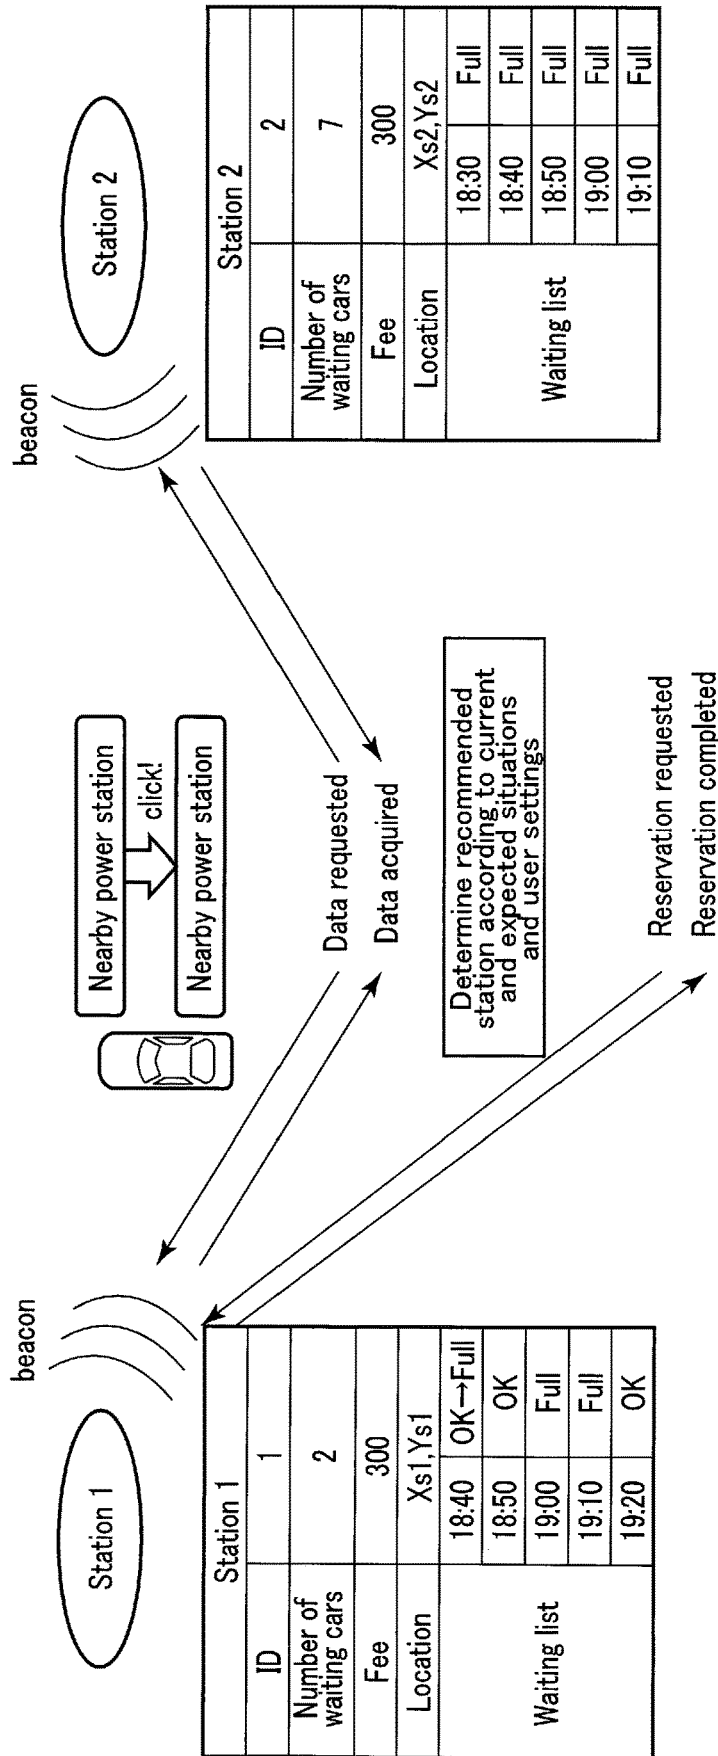 beacon
beacon
Station 1
Station 2
Nearby power station
click!
Nearby power station
Station 1
ID 1
Number of
waiting cars 2
Fee 300
Location Xs1,Ys1
Waiting list
18:40 OK→Full
18:50 OK
19:00 Full
19:10 Full
19:20 OK
Data requested
Data acquired
Determine recommended
station according to current
and expected situations
and user settings
Reservation requested
Reservation completed
Station 2
ID 2
Number of
waiting cars 7
Fee 300
Location Xs2,Ys2
Waiting list
18:30 Full
18:40 Full
18:50 Full
19:00 Full
19:10 Full